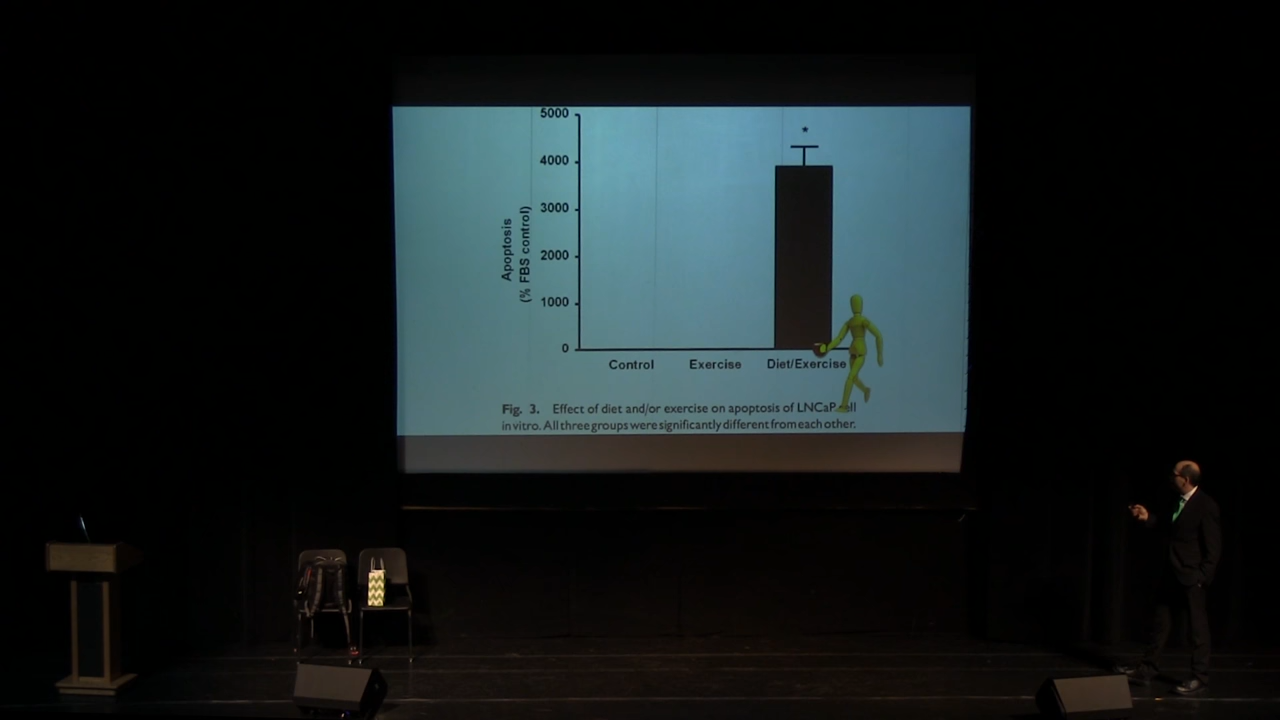 5000
*
4000
3000
2000
1000
0
Apoptosis
(% FBS control)
Control Exercise Diet/Exercise
Fig. 3. Effect of diet and/or exercise on apoptosis of LNCaP cell
in vitro. All three groups were significantly different from each other.